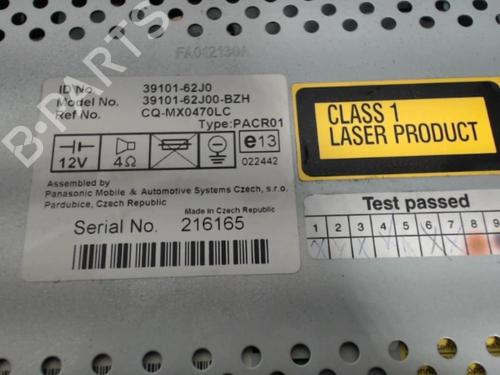 B-PARTS
FA012130A
ID No. 39101-62J0
Model No. 39101-62J00-BZH
Ref No. CQ-MX0470LC
Type:PACR01
12V 4Ω e13
022442
Assembled by
Panasonic Mobile & Automotive Systems Czech, s.r.o.
Pardubice, Czech Republic
Made in Czech Republic
Serial No. 216165
CLASS 1
LASER PRODUCT
Test passed
1 2 3 4 5 6 7 8 9